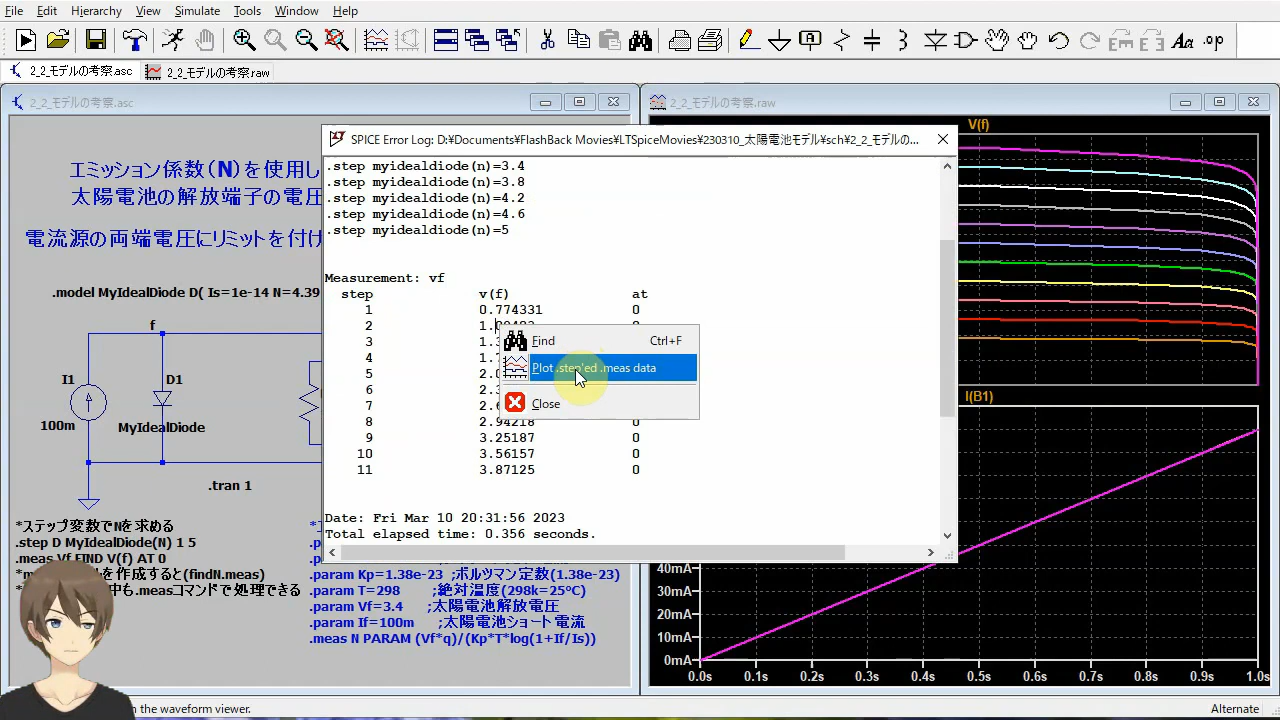 File Edit Hierarchy View Simulate Tools Window Help
2_2_モデルの考察.asc 2_2_モデルの考察.raw
2_2_モデルの考察.asc
エミッション係数(N)を使用し
太陽電池の解放端子の電圧
電流源の両端電圧にリミットを付け
.model MyIdealDiode D( Is=1e-14 N=4.39
f
I1
100m
D1
MyIdealDiode
.tran 1
*ステップ変数でNを求める
.step D MyIdealDiode(N) 1 5
.meas Vf FIND V(f) AT 0
を作成すると(findN.meas)
中も.measコマンドで処理できる
.param Kp=1.38e-23 ;ボルツマン定数(1.38e-23)
.param T=298 ;絶対温度(298k=25°C)
.param Vf=3.4 ;太陽電池解放電圧
.param If=100m ;太陽電池ショート電流
.meas N PARAM (Vf*q)/(Kp*T*log(1+If/Is))
SPICE Error Log: D:¥Documents¥FlashBack Movies¥LTSpiceMovies¥230310_太陽電池モデル¥sch¥2_2_モデルの...
.step myidealdiode(n)=3.4
.step myidealdiode(n)=3.8
.step myidealdiode(n)=4.2
.step myidealdiode(n)=4.6
.step myidealdiode(n)=5
Measurement: vf
step v(f) at
1 0.774331 0
2
3
4
5
6
7
8 2.94218 0
9 3.25187 0
10 3.56157 0
11 3.87125 0
Date: Fri Mar 10 20:31:56 2023
Total elapsed time: 0.356 seconds.
Find Ctrl+F
Plot .step'ed .meas data
Close
2_2_モデルの考察.raw
V(f)
I(B1)
40mA
30mA
20mA
10mA
0mA
0.0s 0.1s 0.2s 0.3s 0.4s 0.5s 0.6s 0.7s 0.8s 0.9s 1.0s
the waveform viewer.
Alternate